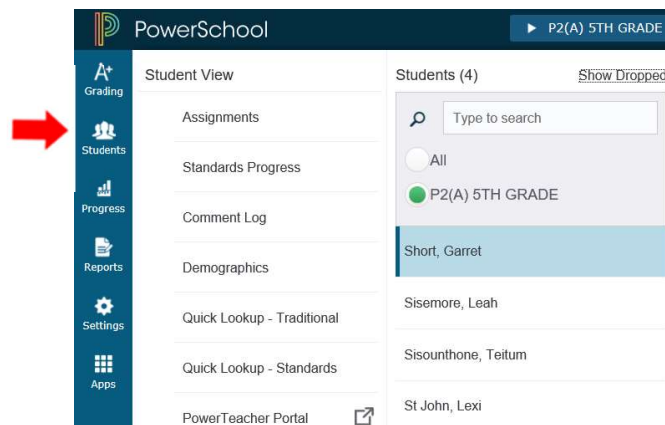 PowerSchool
P2(A) 5TH GRADE
A+
Grading
Students
Progress
Reports
Settings
Apps
Student View
Assignments
Standards Progress
Comment Log
Demographics
Quick Lookup - Traditional
Quick Lookup - Standards
PowerTeacher Portal
Students (4)
Show Dropped
Type to search
All
P2(A) 5TH GRADE
Short, Garret
Sisemore, Leah
Sisounthone, Teitum
St John, Lexi